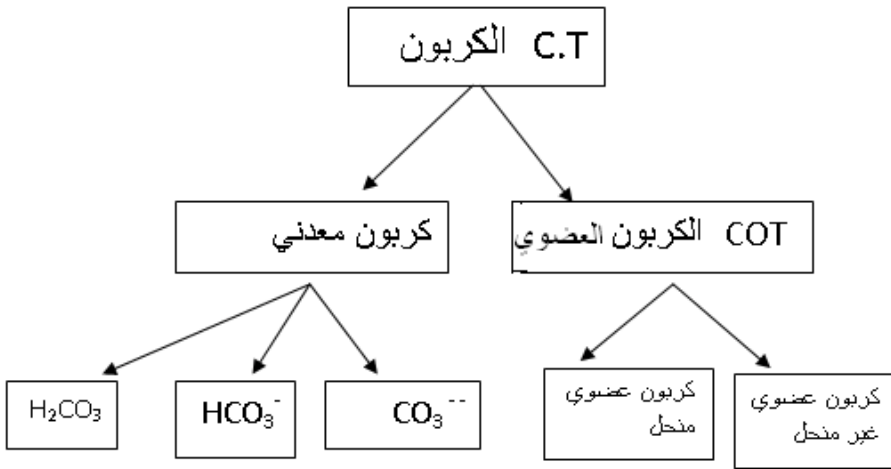 C.T الكربون
COT الكربون العضوي
كربون معدني
كربون عضوي
غير منحل
كربون عضوي
منحل
CO₃⁻⁻
HCO₃⁻
H₂CO₃